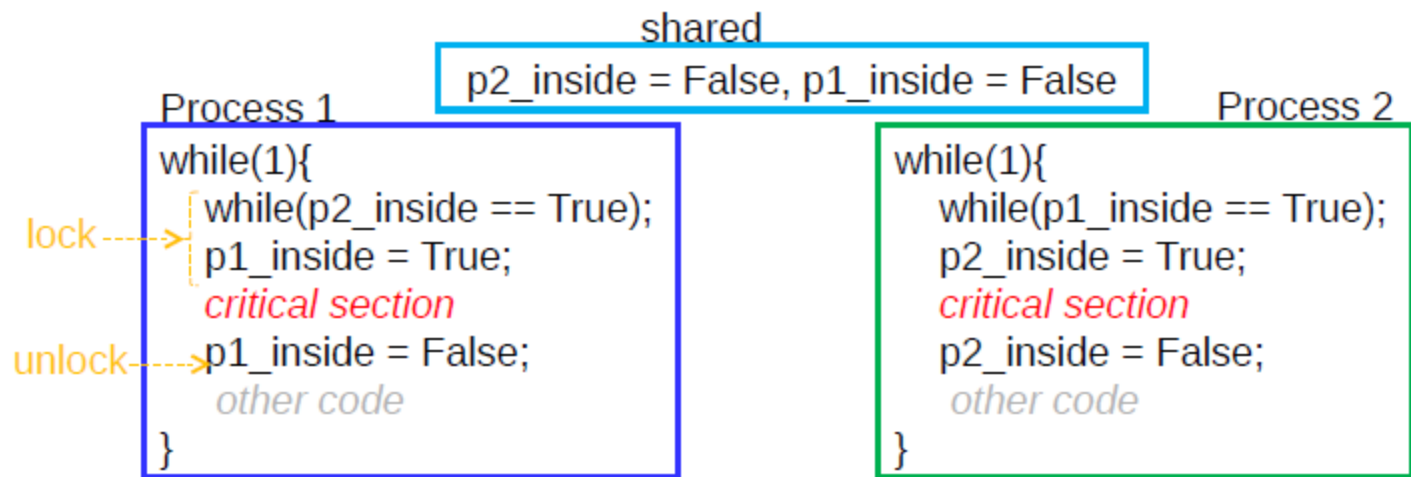 shared
p2_inside = False, p1_inside = False
Process 1
while(1){
while(p2_inside == True);
lock
p1_inside = True;
critical section
unlock
p1_inside = False;
other code
}
Process 2
while(1){
while(p1_inside == True);
p2_inside = True;
critical section
p2_inside = False;
other code
}